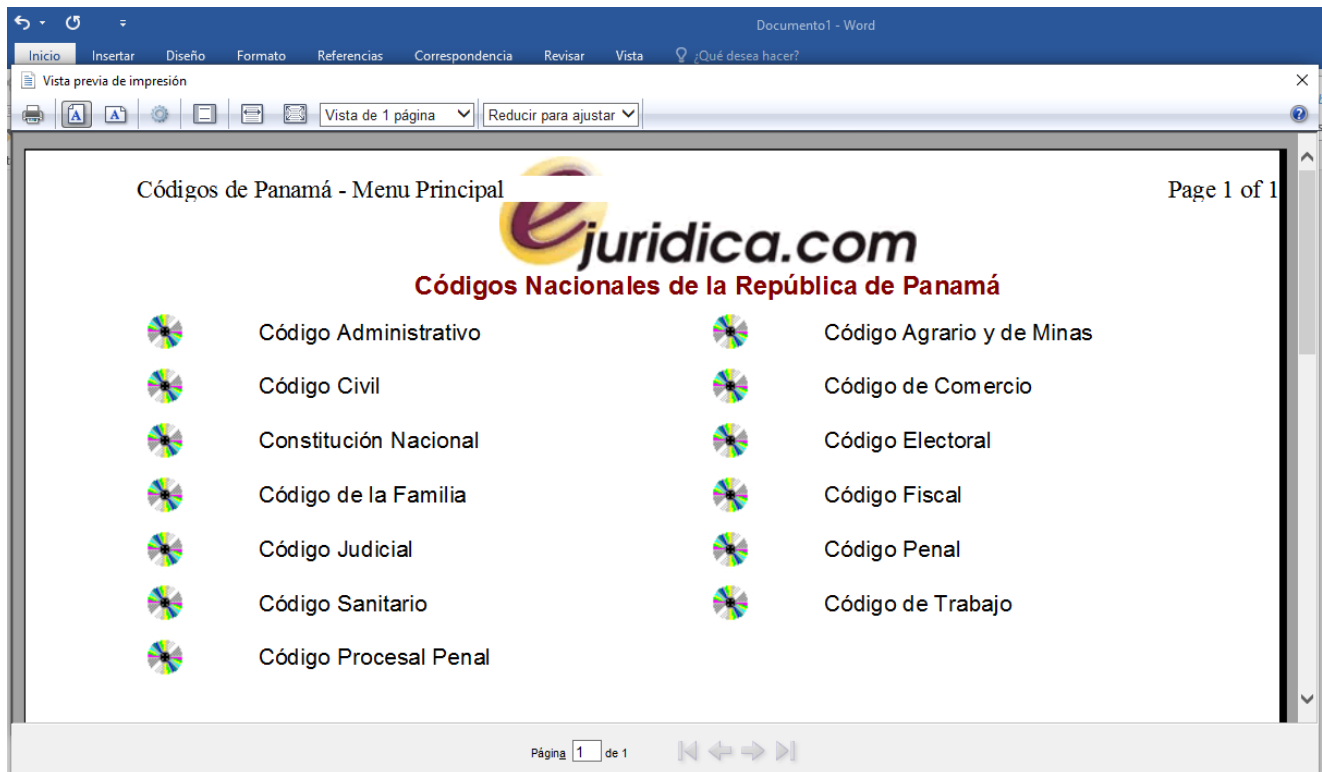 Documento1 - Word
Inicio Insertar Diseño Formato Referencias Correspondencia Revisar Vista ¿Qué desea hacer?
Vista previa de impresión
Vista de 1 página Reducir para ajustar
Códigos de Panamá - Menu Principal Page 1 of 1
ejuridica.com
Códigos Nacionales de la República de Panamá
Código Administrativo Código Agrario y de Minas
Código Civil Código de Comercio
Constitución Nacional Código Electoral
Código de la Familia Código Fiscal
Código Judicial Código Penal
Código Sanitario Código de Trabajo
Código Procesal Penal
Página 1 de 1